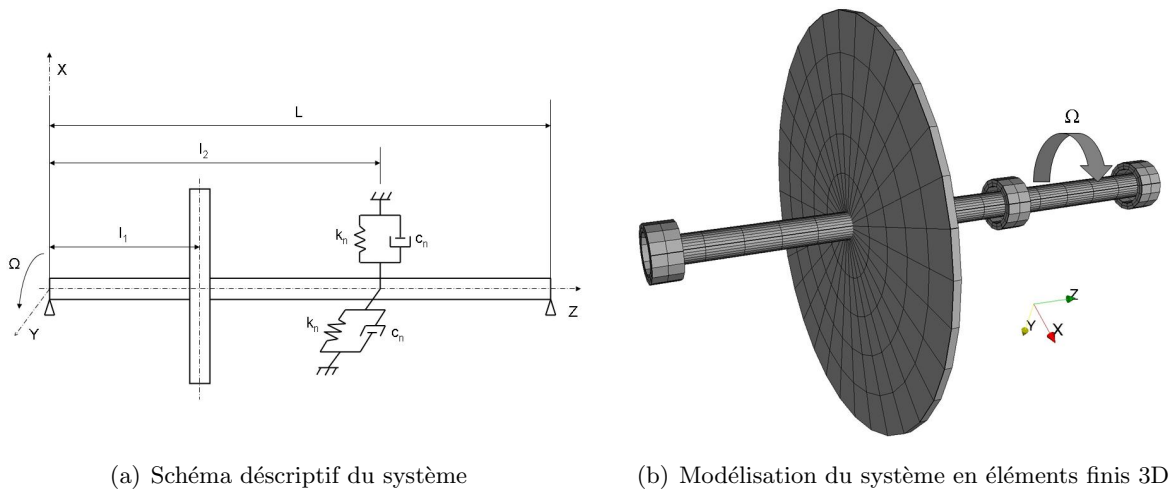 X
L
l₂
kₙ
cₙ
l₁
Ω
Z
Y
kₙ
cₙ
Ω
Z
Y
X
(a) Schéma déscriptif du système
(b) Modélisation du système en éléments finis 3D